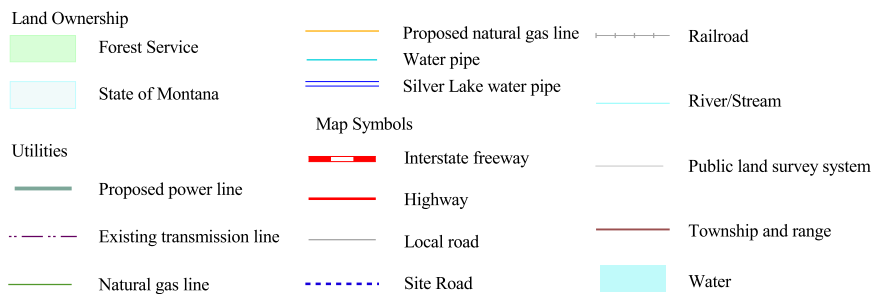 Land Ownership
Forest Service
State of Montana
Utilities
Proposed power line
Existing transmission line
Natural gas line
Proposed natural gas line
Water pipe
Silver Lake water pipe
Map Symbols
Interstate freeway
Highway
Local road
Site Road
Railroad
River/Stream
Public land survey system
Township and range
Water